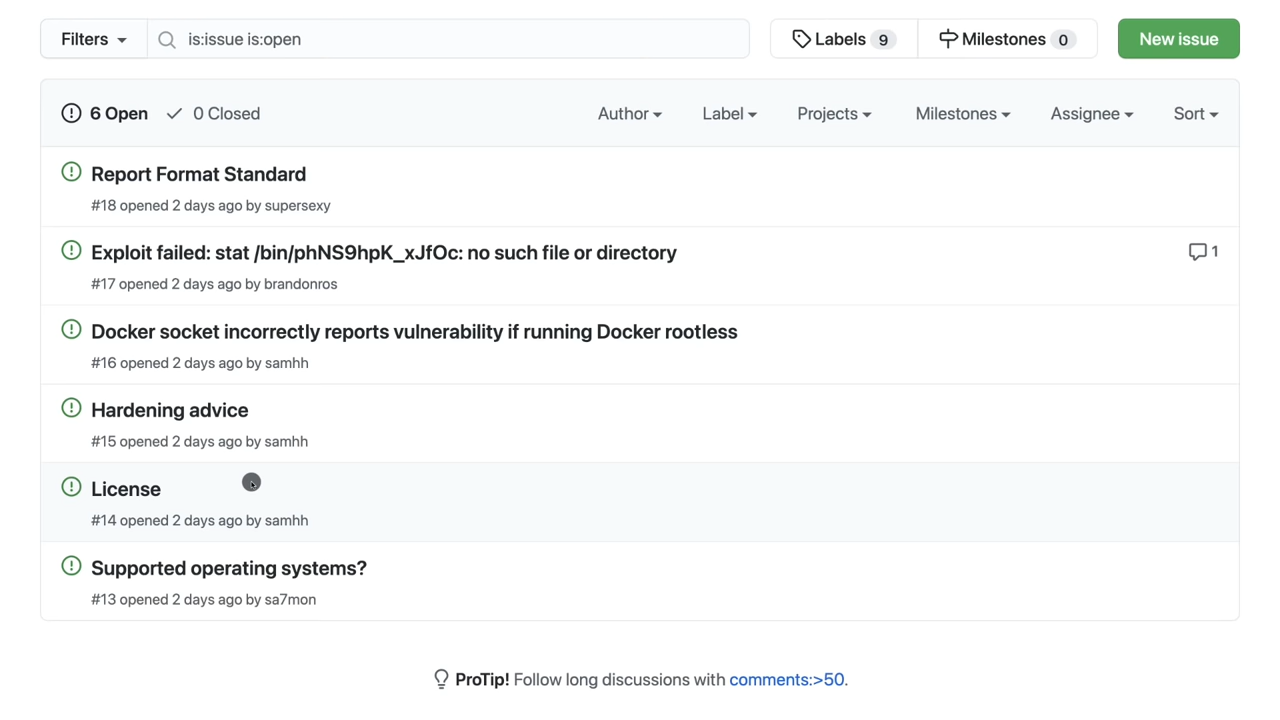 Filters
is:issue is:open
Labels 9
Milestones 0
New issue
6 Open
0 Closed
Author
Label
Projects
Milestones
Assignee
Sort
Report Format Standard
#18 opened 2 days ago by supersexy
Exploit failed: stat /bin/phNS9hpK_xJfOc: no such file or directory
1
#17 opened 2 days ago by brandonros
Docker socket incorrectly reports vulnerability if running Docker rootless
#16 opened 2 days ago by samhh
Hardening advice
#15 opened 2 days ago by samhh
License
#14 opened 2 days ago by samhh
Supported operating systems?
#13 opened 2 days ago by sa7mon
ProTip! Follow long discussions with comments:>50.